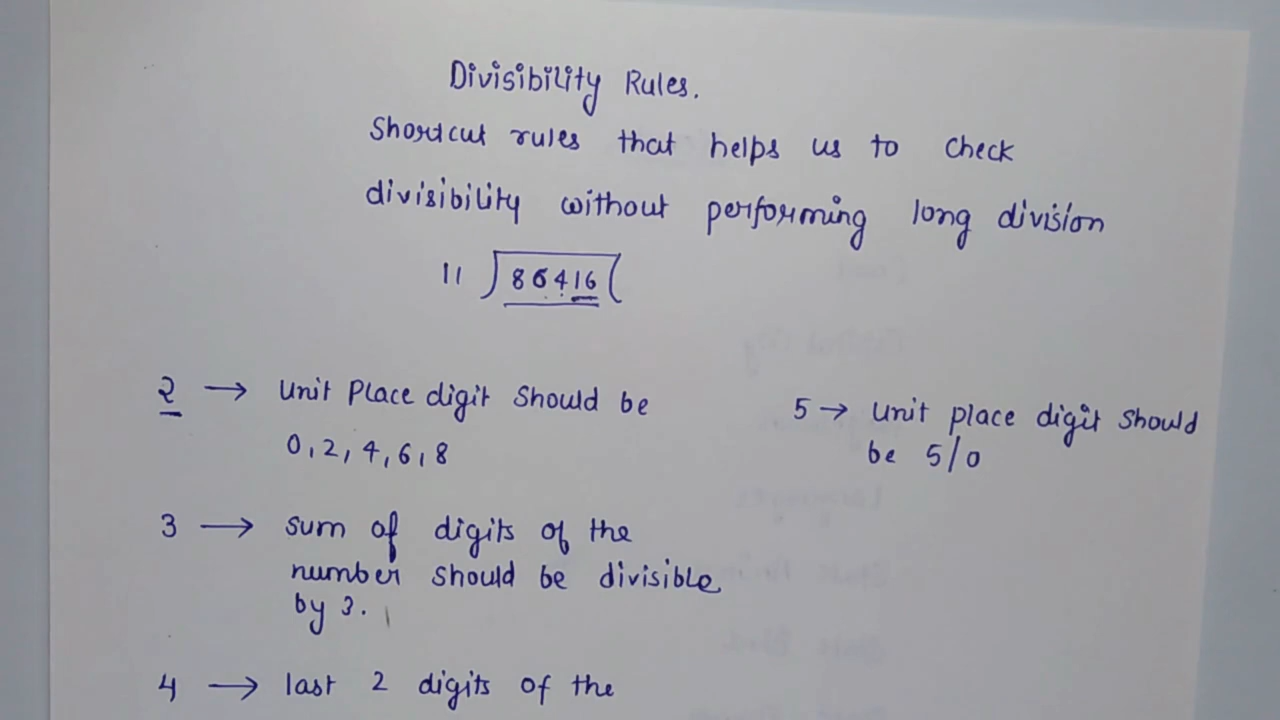 Divisibility Rules.
Shortcut rules that helps us to check
divisibility without performing long division
11 ) 86416 (
2 → Unit Place digit Should be
0, 2, 4, 6, 8
3 → sum of digits of the
number should be divisible
by 3.
4 → last 2 digits of the
5 → Unit place digit Should
be 5/0